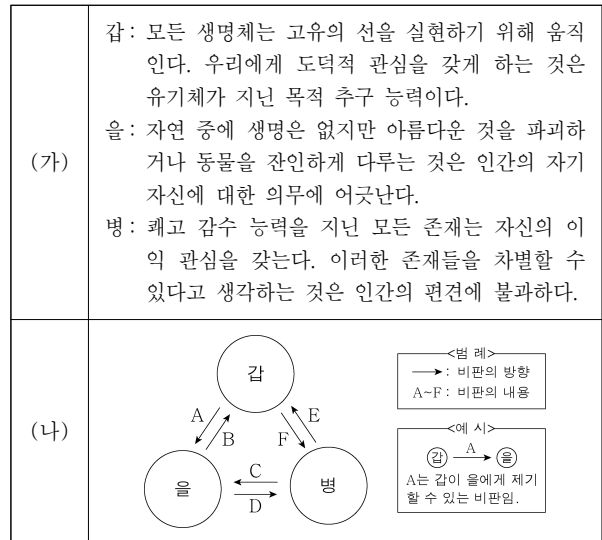 (가)
갑 : 모든 생명체는 고유의 선을 실현하기 위해 움직
인다. 우리에게 도덕적 관심을 갖게 하는 것은
유기체가 지닌 목적 추구 능력이다.
을 : 자연 중에 생명은 없지만 아름다운 것을 파괴하
거나 동물을 잔인하게 다루는 것은 인간의 자기
자신에 대한 의무에 어긋난다.
병 : 쾌고 감수 능력을 지닌 모든 존재는 자신의 이
익 관심을 갖는다. 이러한 존재들을 차별할 수
있다고 생각하는 것은 인간의 편견에 불과하다.
(나)
갑
A
B
F
E
을
C
D
병
<범 례>
→ : 비판의 방향
A~F : 비판의 내용
<예 시>
갑 A → 을
A는 갑이 을에게 제기
할 수 있는 비판임.